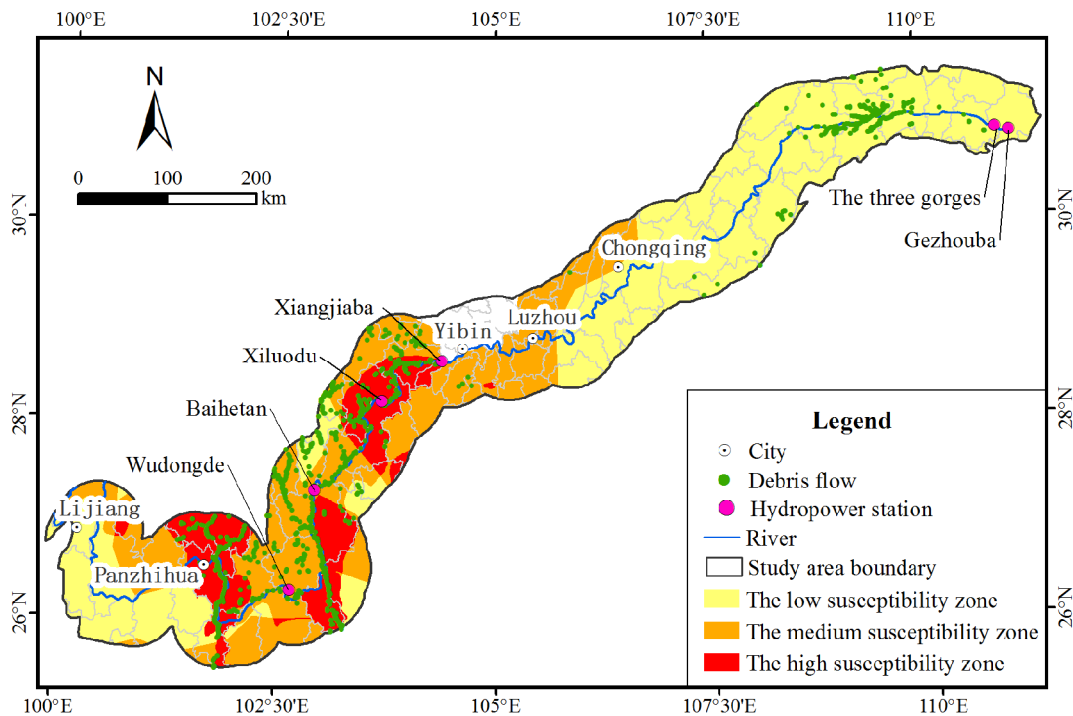 100°E
102°30'E
105°E
107°30'E
110°E
N
0
100
200
km
30°N
30°N
28°N
28°N
26°N
26°N
The three gorges
Gezhouba
Chongqing
Xiangjiaba
Yibin
Luzhou
Xiluodu
Baihetan
Wudongde
Lijiang
Panzhihua
Legend
City
Debris flow
Hydropower station
River
Study area boundary
The low susceptibility zone
The medium susceptibility zone
The high susceptibility zone
100°E
102°30'E
105°E
107°30'E
110°E